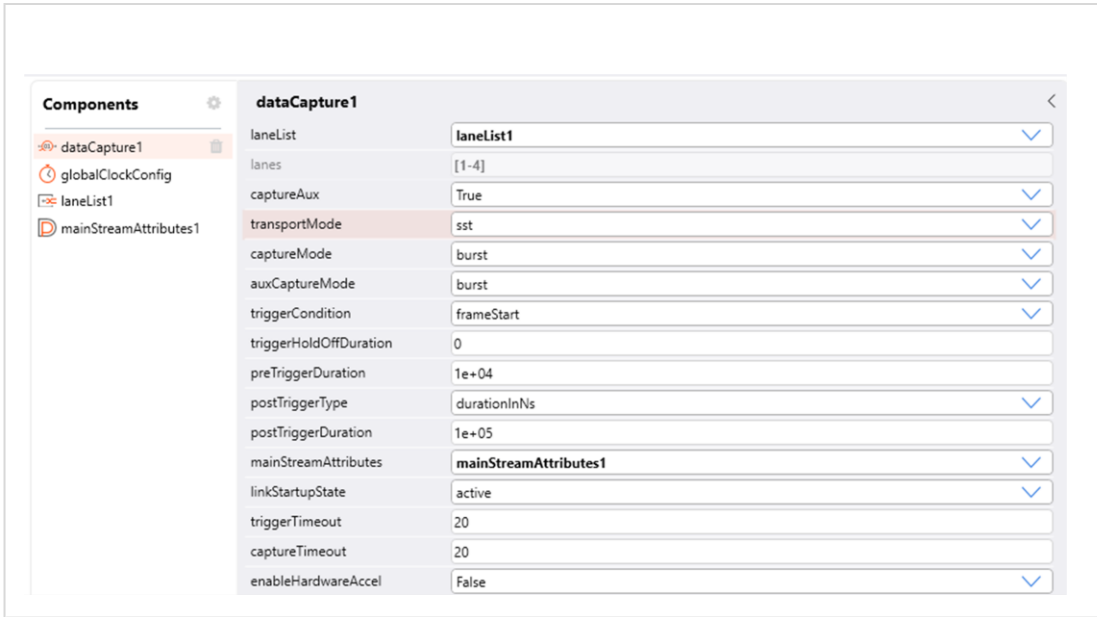 Components
dataCapture1
globalClockConfig
laneList1
mainStreamAttributes1
dataCapture1
laneList laneList1
lanes [1-4]
captureAux True
transportMode sst
captureMode burst
auxCaptureMode burst
triggerCondition frameStart
triggerHoldOffDuration 0
preTriggerDuration 1e+04
postTriggerType durationInNs
postTriggerDuration 1e+05
mainStreamAttributes mainStreamAttributes1
linkStartupState active
triggerTimeout 20
captureTimeout 20
enableHardwareAccel False